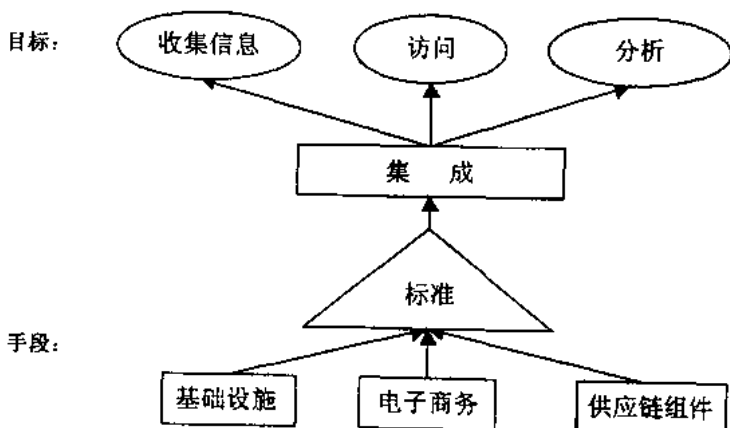 目标： 收集信息 访问 分析
集 成
标准
手段：
基础设施 电子商务 供应链组件